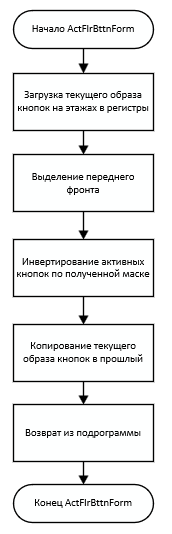 Начало ActFlrBttnForm
Загрузка текущего образа
кнопок на этажах в регистры
Выделение переднего
фронта
Инвертирование активных
кнопок по полученной маске
Копирование текущего
образа кнопок в прошлый
Возврат из подрограммы
Конец ActFlrBttnForm